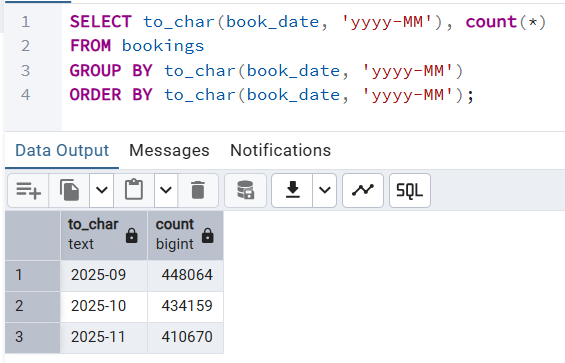 1 SELECT to_char(book_date, 'yyyy-MM'), count(*)
2 FROM bookings
3 GROUP BY to_char(book_date, 'yyyy-MM')
4 ORDER BY to_char(book_date, 'yyyy-MM');
Data Output Messages Notifications
SQL
to_char count
text bigint
1 2025-09 448064
2 2025-10 434159
3 2025-11 410670